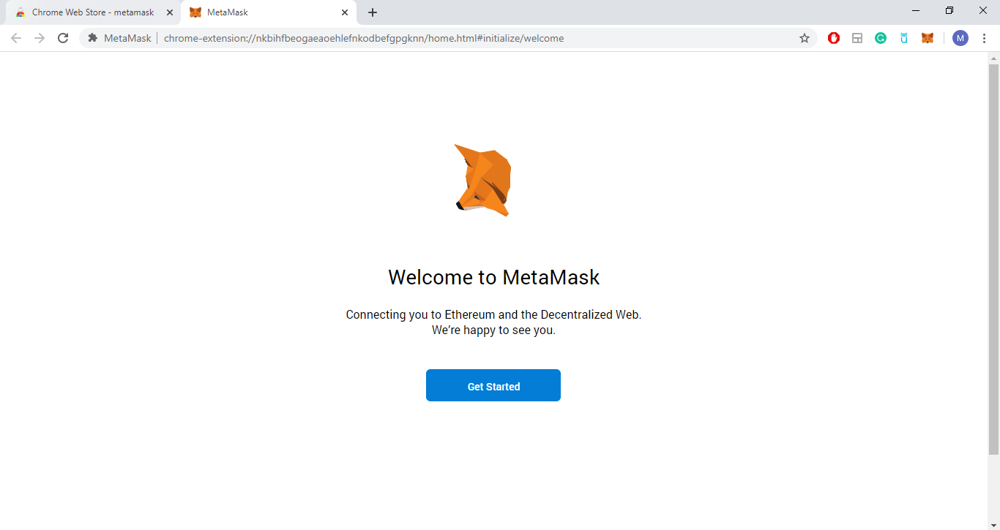 Chrome Web Store - metamask
MetaMask
MetaMask
chrome-extension://nkbihfbeogaeaoehlefnkodbefgpgknn/home.html#initialize/welcome
M
Welcome to MetaMask
Connecting you to Ethereum and the Decentralized Web.
We’re happy to see you.
Get Started